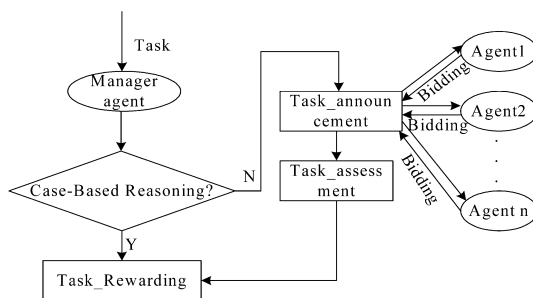 Task
Manager
agent
Case-Based Reasoning?
N
Y
Task_Rewarding
Task_announ
cement
Task_assess
ment
Bidding
Bidding
Bidding
Agent1
Agent2
.
.
.
Agent n